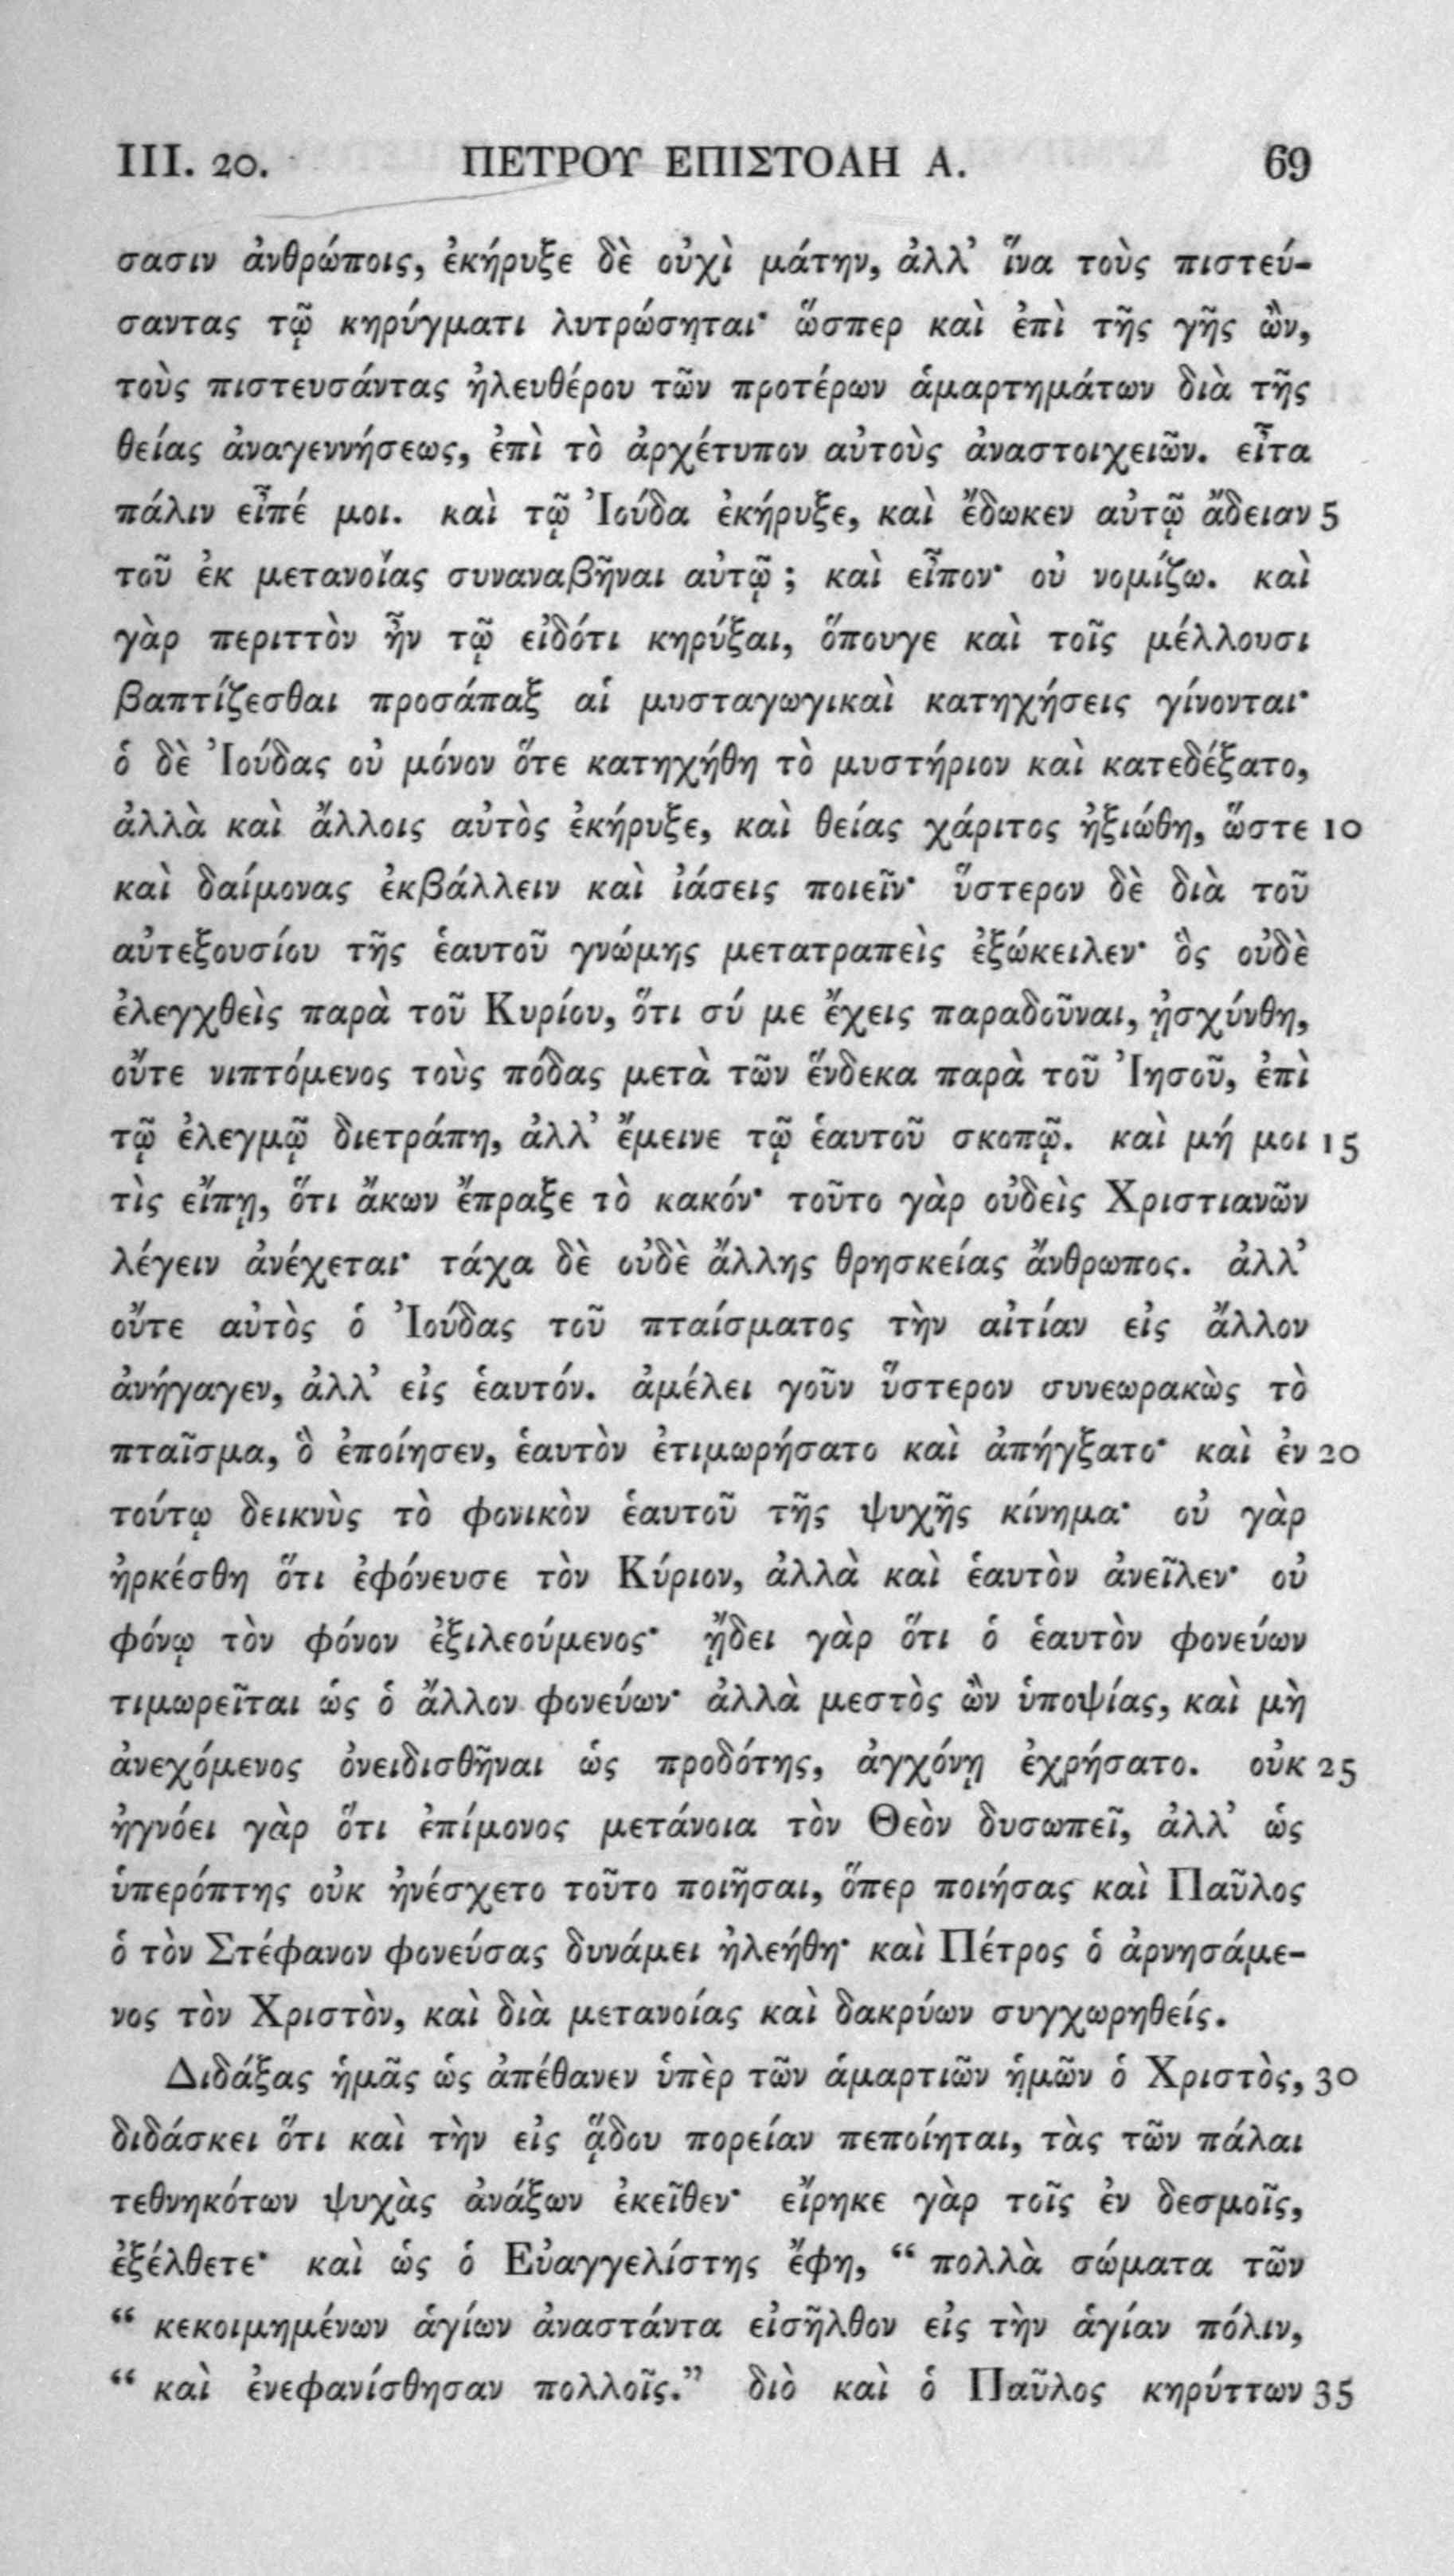 III. 20. ΠΕΤΡΟΥ ΕΠΙΣΤΟΛΗ Α. 69
σασιν ἀνθρώποις, ἐκήρυξε δὲ οὐχὶ μάτην, ἀλλ' ἵνα τοὺς πιστεύ-
σαντας τῷ κηρύγματι λυτρώσηται· ὥσπερ καὶ ἐπὶ τῆς γῆς ὢν,
τοὺς πιστευσάντας ἠλευθέρου τῶν προτέρων ἁμαρτημάτων διὰ τῆς
θείας ἀναγεννήσεως, ἐπὶ τὸ ἀρχέτυπον αὐτοὺς ἀναστοιχειῶν. εἶτα
πάλιν εἶπέ μοι. καὶ τῷ Ἰούδα ἐκήρυξε, καὶ ἔδωκεν αὐτῷ ἄδειαν 5
τοῦ ἐκ μετανοίας συναναβῆναι αὐτῷ; καὶ εἶπον· οὐ νομίζω. καὶ
γὰρ περιττὸν ἦν τῷ εἰδότι κηρύξαι, ὅπουγε καὶ τοῖς μέλλουσι
βαπτίζεσθαι προσάπαξ αἱ μυσταγωγικαὶ κατηχήσεις γίνονται·
ὁ δὲ Ἰούδας οὐ μόνον ὅτε κατηχήθη τὸ μυστήριον καὶ κατεδέξατο,
ἀλλὰ καὶ ἄλλοις αὐτὸς ἐκήρυξε, καὶ θείας χάριτος ἠξιώθη, ὥστε 10
καὶ δαίμονας ἐκβάλλειν καὶ ἰάσεις ποιεῖν· ὕστερον δὲ διὰ τοῦ
αὐτεξουσίου τῆς ἑαυτοῦ γνώμης μετατραπεὶς ἐξώκειλεν· ὃς οὐδὲ
ἐλεγχθεὶς παρὰ τοῦ Κυρίου, ὅτι σύ με ἔχεις παραδοῦναι, ᾐσχύνθη,
οὔτε νιπτόμενος τοὺς πόδας μετὰ τῶν ἕνδεκα παρὰ τοῦ Ἰησοῦ, ἐπὶ
τῷ ἐλεγμῷ διετράπη, ἀλλ' ἔμεινε τῷ ἑαυτοῦ σκοπῷ. καὶ μή μοι 15
τὶς εἴπῃ, ὅτι ἄκων ἔπραξε τὸ κακόν· τοῦτο γὰρ οὐδεὶς Χριστιανῶν
λέγειν ἀνέχεται· τάχα δὲ οὐδὲ ἄλλης θρησκείας ἄνθρωπος. ἀλλ'
οὔτε αὐτὸς ὁ Ἰούδας τοῦ πταίσματος τὴν αἰτίαν εἰς ἄλλον
ἀνήγαγεν, ἀλλ' εἰς ἑαυτόν. ἀμέλει γοῦν ὕστερον συνεωρακὼς τὸ
πταῖσμα, ὃ ἐποίησεν, ἑαυτὸν ἐτιμωρήσατο καὶ ἀπήγξατο· καὶ ἐν 20
τούτῳ δεικνὺς τὸ φονικὸν ἑαυτοῦ τῆς ψυχῆς κίνημα· οὐ γὰρ
ἠρκέσθη ὅτι ἐφόνευσε τὸν Κύριον, ἀλλὰ καὶ ἑαυτὸν ἀνεῖλεν· οὐ
φόνῳ τὸν φόνον ἐξιλεούμενος· ᾔδει γὰρ ὅτι ὁ ἑαυτὸν φονεύων
τιμωρεῖται ὡς ὁ ἄλλον φονεύων· ἀλλὰ μεστὸς ὢν ὑποψίας, καὶ μὴ
ἀνεχόμενος ὀνειδισθῆναι ὡς προδότης, ἀγχόνῃ ἐχρήσατο. οὐκ 25
ἠγνόει γὰρ ὅτι ἐπίμονος μετάνοια τὸν Θεὸν δυσωπεῖ, ἀλλ' ὡς
ὑπερόπτης οὐκ ἠνέσχετο τοῦτο ποιῆσαι, ὅπερ ποιήσας καὶ Παῦλος
ὁ τὸν Στέφανον φονεύσας δυνάμει ἠλεήθη· καὶ Πέτρος ὁ ἀρνησάμε-
νος τὸν Χριστὸν, καὶ διὰ μετανοίας καὶ δακρύων συγχωρηθείς.
Διδάξας ἡμᾶς ὡς ἀπέθανεν ὑπὲρ τῶν ἁμαρτιῶν ἡμῶν ὁ Χριστὸς, 30
διδάσκει ὅτι καὶ τὴν εἰς ᾅδου πορείαν πεποίηται, τὰς τῶν πάλαι
τεθνηκότων ψυχὰς ἀνάξων ἐκεῖθεν· εἴρηκε γὰρ τοῖς ἐν δεσμοῖς,
ἐξέλθετε· καὶ ὡς ὁ Εὐαγγελίστης ἔφη, “ πολλὰ σώματα τῶν
“ κεκοιμημένων ἁγίων ἀναστάντα εἰσῆλθον εἰς τὴν ἁγίαν πόλιν,
“ καὶ ἐνεφανίσθησαν πολλοῖς.” διὸ καὶ ὁ Παῦλος κηρύττων 35